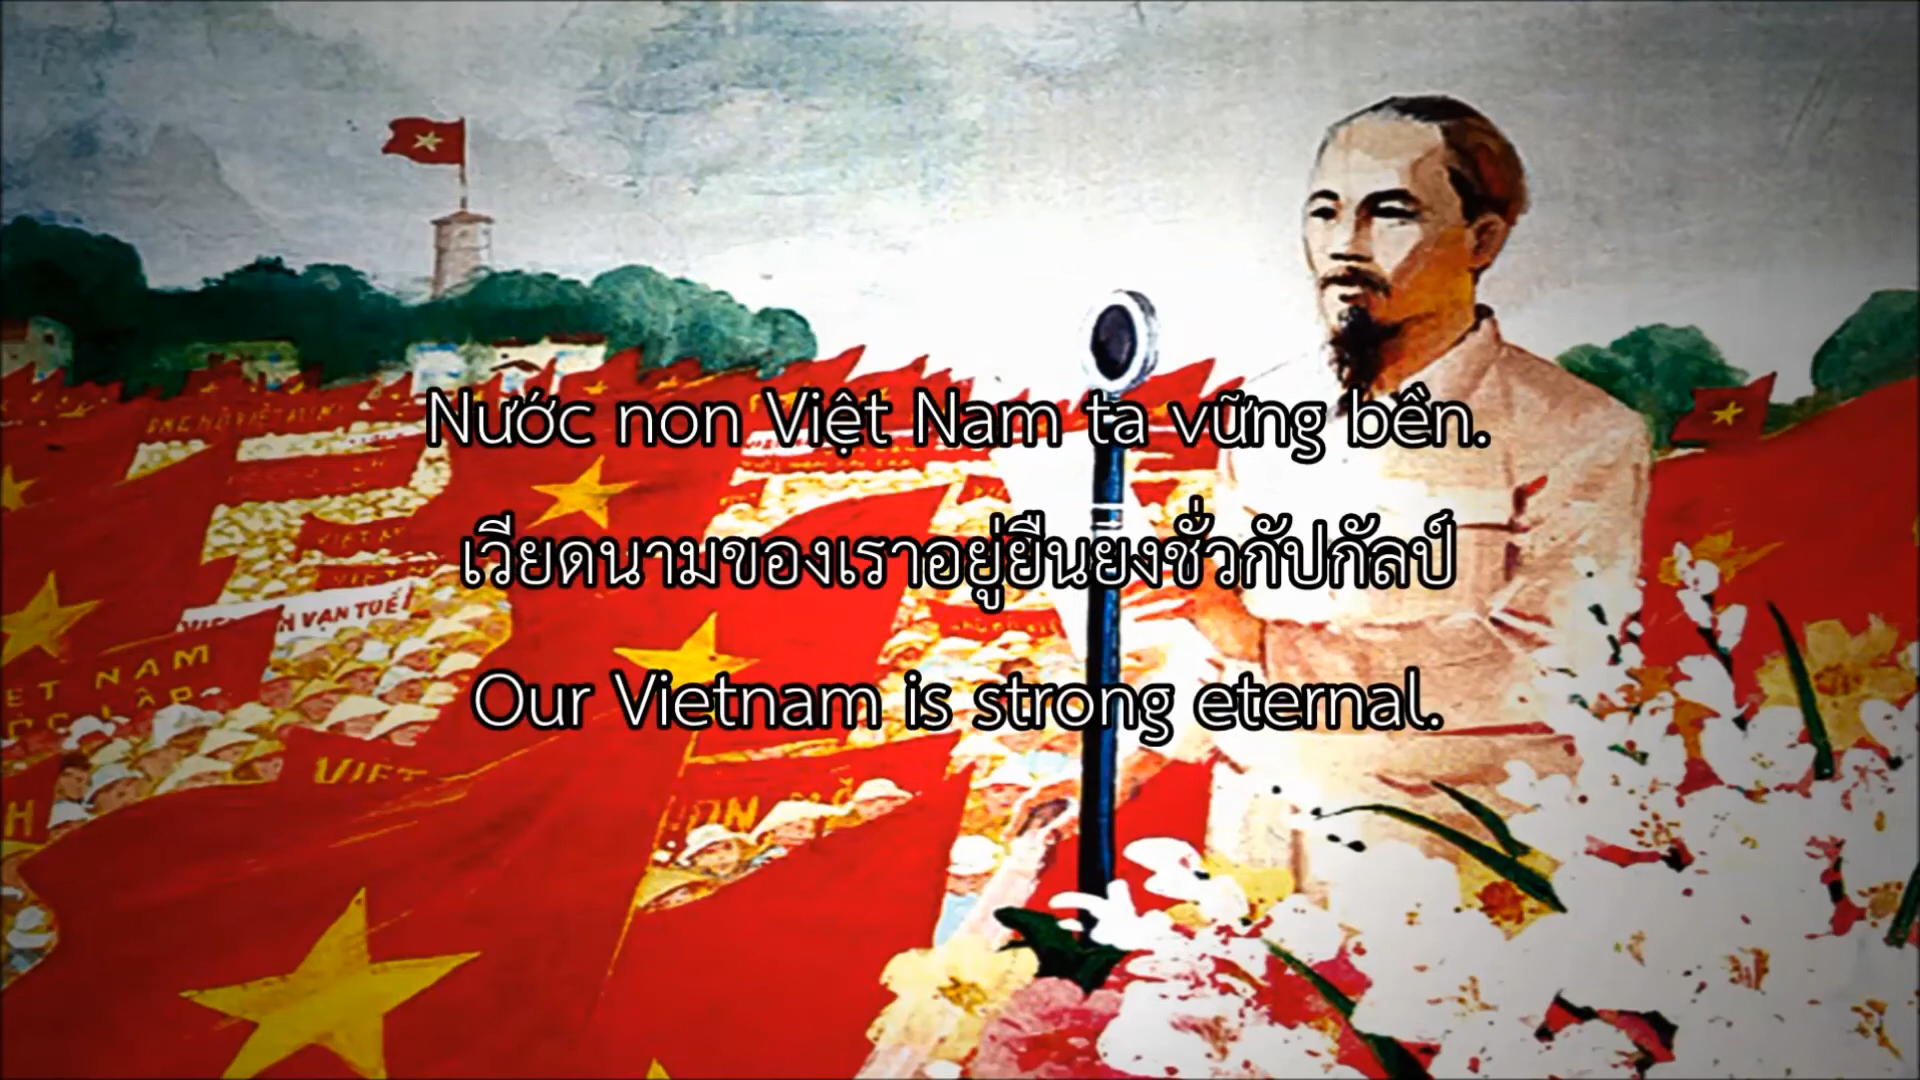 Nước non Việt Nam ta vững bền.
เวียดนามของเราอยู่ยืนยงชั่วกัปกัลป์
Our Vietnam is strong eternal.
VẠN TUẾ!
NAM
VIET